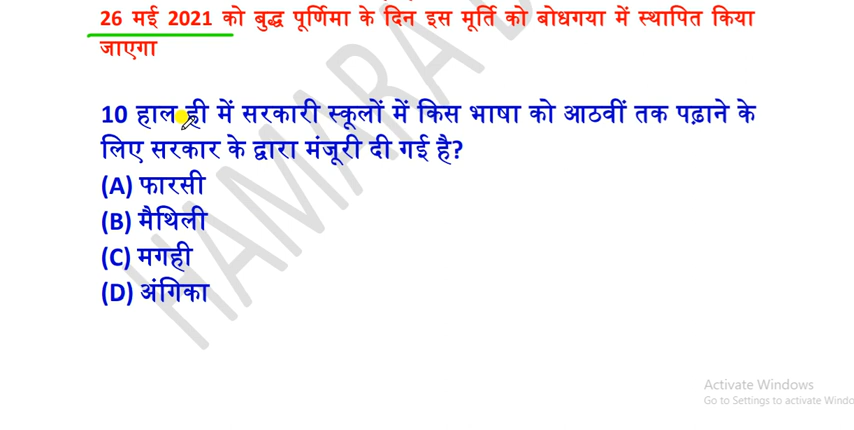 26 मई 2021 को बुद्ध पूर्णिमा के दिन इस मूर्ति को बोधगया में स्थापित किया
जाएगा
10 हाल ही में सरकारी स्कूलों में किस भाषा को आठवीं तक पढ़ाने के
लिए सरकार के द्वारा मंजूरी दी गई है?
(A) फारसी
(B) मैथिली
(C) मगही
(D) अंगिका
HAMARA
Activate Windows
Go to Settings to activate Windo